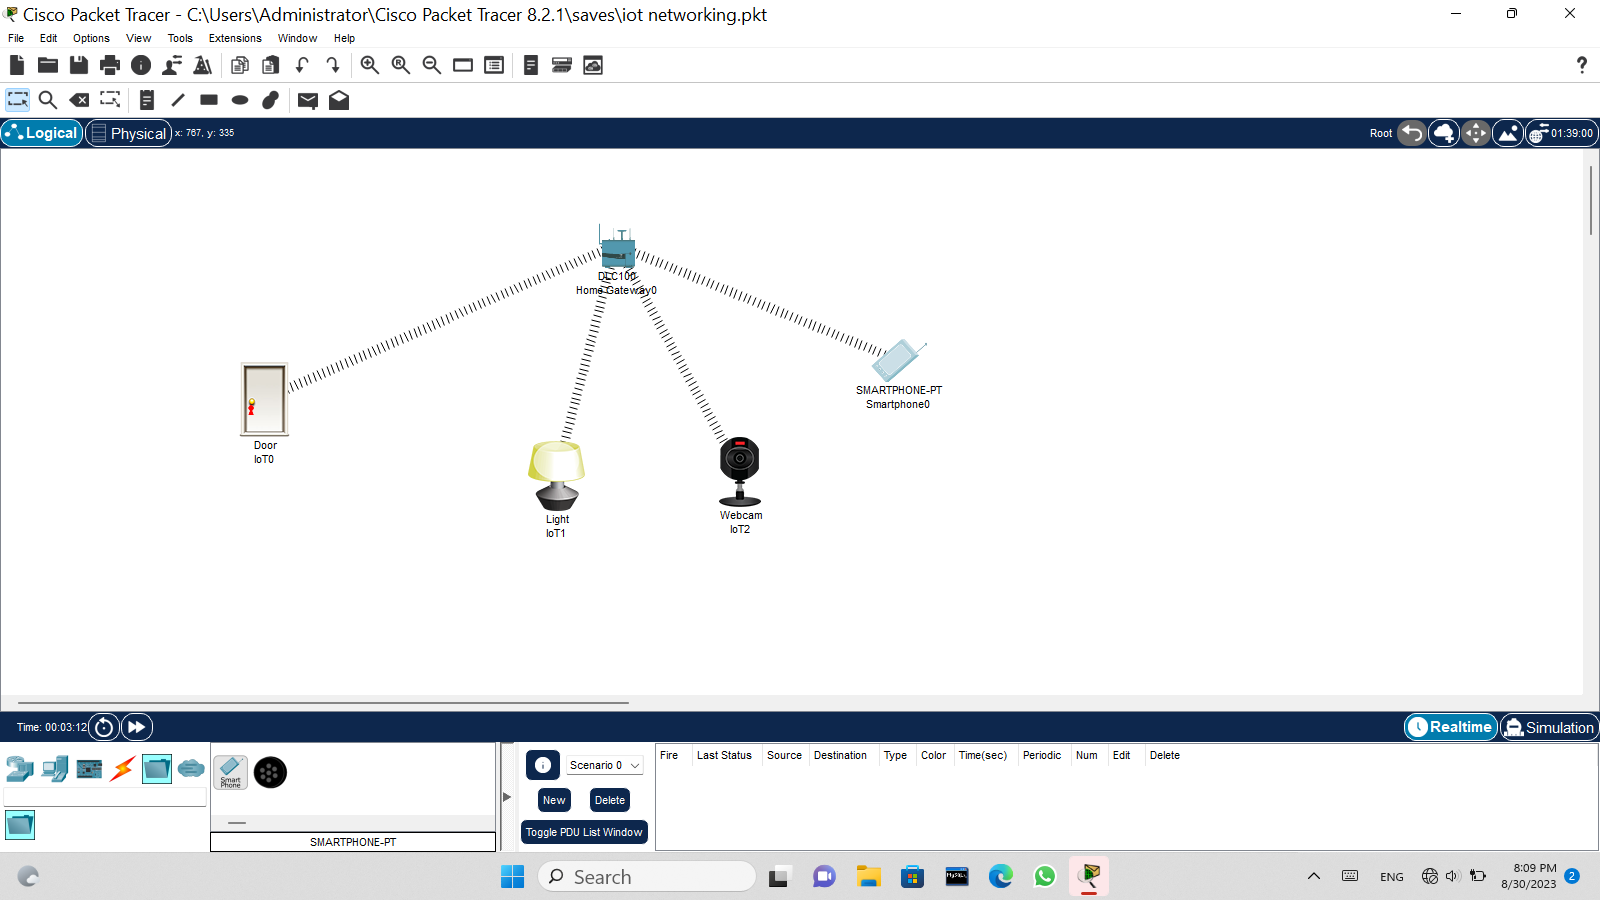 Cisco Packet Tracer - C:\Users\Administrator\Cisco Packet Tracer 8.2.1\saves\iot networking.pkt
File Edit Options View Tools Extensions Window Help
?
Logical Physical x: 767, y: 335 Root 01:39:00
DLC100
Home Gateway0
SMARTPHONE-PT
Smartphone0
Door
IoT0
Light
IoT1
Webcam
IoT2
Time: 00:03:12 Realtime Simulation
Smart
Phone
SMARTPHONE-PT
Scenario 0
New Delete
Toggle PDU List Window
Fire Last Status Source Destination Type Color Time(sec) Periodic Num Edit Delete
Search
MySQL
ENG
8:09 PM
8/30/2023
2